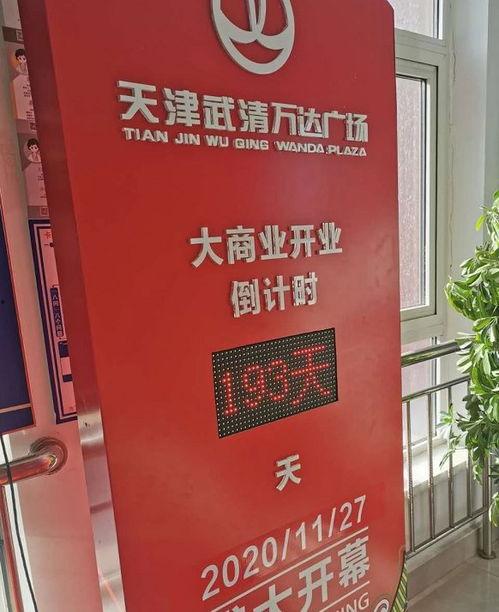 天津武清万达广场
TIAN JIN WU QING WANDA PLAZA
大商业开业
倒计时
193天
天
2020/11/27
大开幕